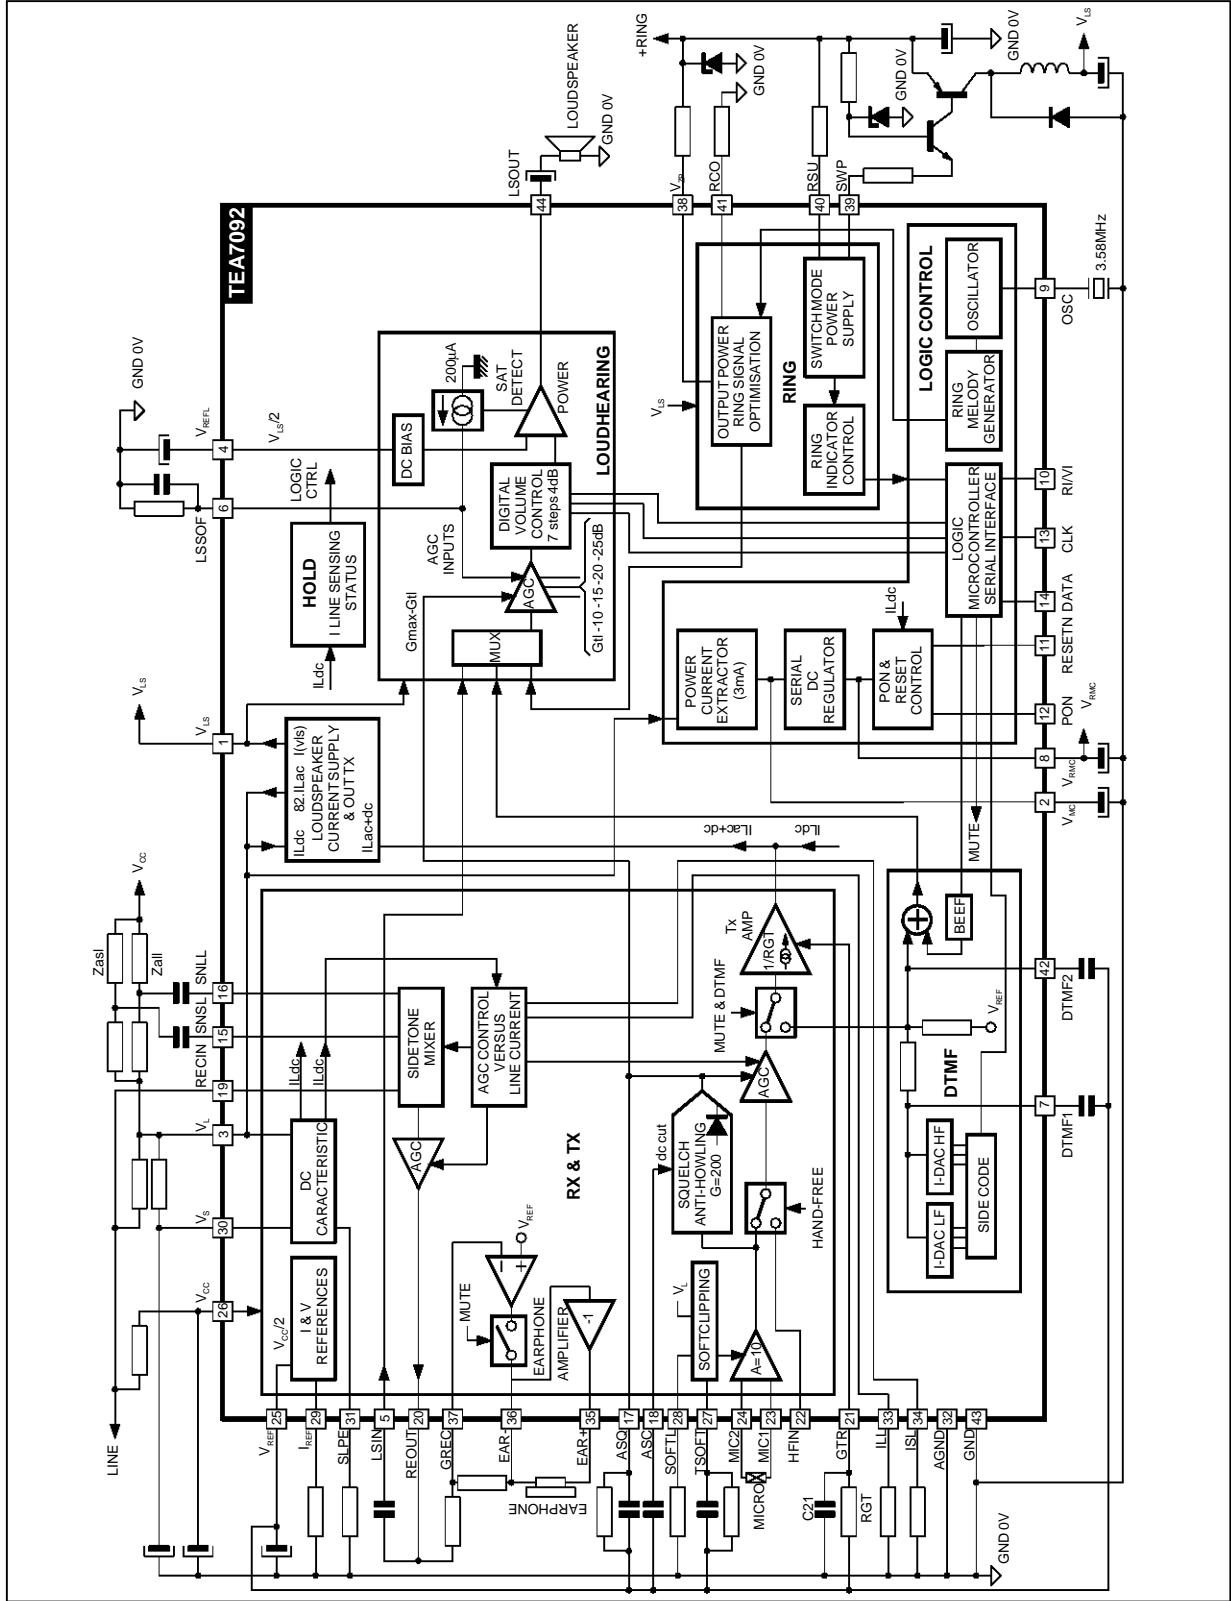 TEA7092
LINE
VCC
Zasl
Zall
VCC
26
VS
30
VL
3
RECIN
19
SNSL
15
SNLL
16
VLS
1
VLS
LSSOF
6
VREFL
4
GND 0V
VLS/2
LSOUT
44
LOUDSPEAKER
GND 0V
+RING
GND 0V
38
RCO
41
GND 0V
RSU
40
SWP
39
GND 0V
GND 0V
VLS
VREF
25
IREF
29
SLPE
31
LSIN
5
REOUT
20
GREC
37
EAR-
36
EAR+
35
EARPHONE
ASQ
17
ASC
18
SOFTL
28
TSOFT
27
MIC2
24
MIC1
23
MICRO
HFIN
22
GTR
21
C21
RGT
ILL
33
ISL
34
AGND
32
GND
43
GND 0V
VCC/2
I & V
REFERENCES
DC
CARACTERISTIC
ILdc
ILdc
SIDETONE
MIXER
AGC CONTROL
VERSUS
LINE CURRENT
AGC
RX & TX
MUTE
VREF
EARPHONE
AMPLIFIER
-1
dc cut
SQUELCH
ANTI-HOWLING
G=200
VL
SOFTCLIPPING
A=10
HAND-FREE
AGC
MUTE & DTMF
Tx
AMP
1/RGT
ILac+dc
ILdc
ILdc 82.ILac I(vls)
LOUDSPEAKER
CURRENT SUPPLY
& OUT TX
ILac+dc
HOLD
I LINE SENSING
STATUS
ILdc
LOGIC
CTRL
Gmax-Gtl
AGC
INPUTS
MUX
AGC
Gtl -10 -15 -20 -25dB
DIGITAL
VOLUME
CONTROL
7 steps 4dB
DC BIAS
200µA
SAT
DETECT
POWER
LOUDHEARING
VLS
OUTPUT POWER
RING SIGNAL
OPTIMISATION
RING
RING
INDICATOR
CONTROL
SWITCH MODE
POWER
SUPPLY
LOGIC CONTROL
OSCILLATOR
RING
MELODY
GENERATOR
LOGIC
MICROCONTROLLER
SERIAL INTERFACE
POWER
CURRENT
EXTRACTOR
(3mA)
SERIAL
DC
REGULATOR
ILdc
PON &
RESET
CONTROL
MUTE
BEEF
VREF
DTMF
I-DAC LF
I-DAC HF
SIDE CODE
7
DTMF1
42
DTMF2
2
VMC
8
VRMC
VRMC
12
PON
11
RESETN
14
DATA
13
CLK
10
RI/VI
9
OSC
3.58MHz